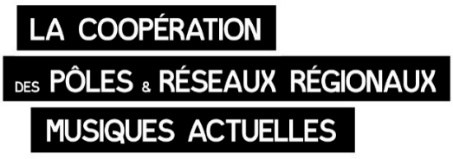 LA COOPÉRATION
DES PÔLES & RÉSEAUX RÉGIONAUX
MUSIQUES ACTUELLES